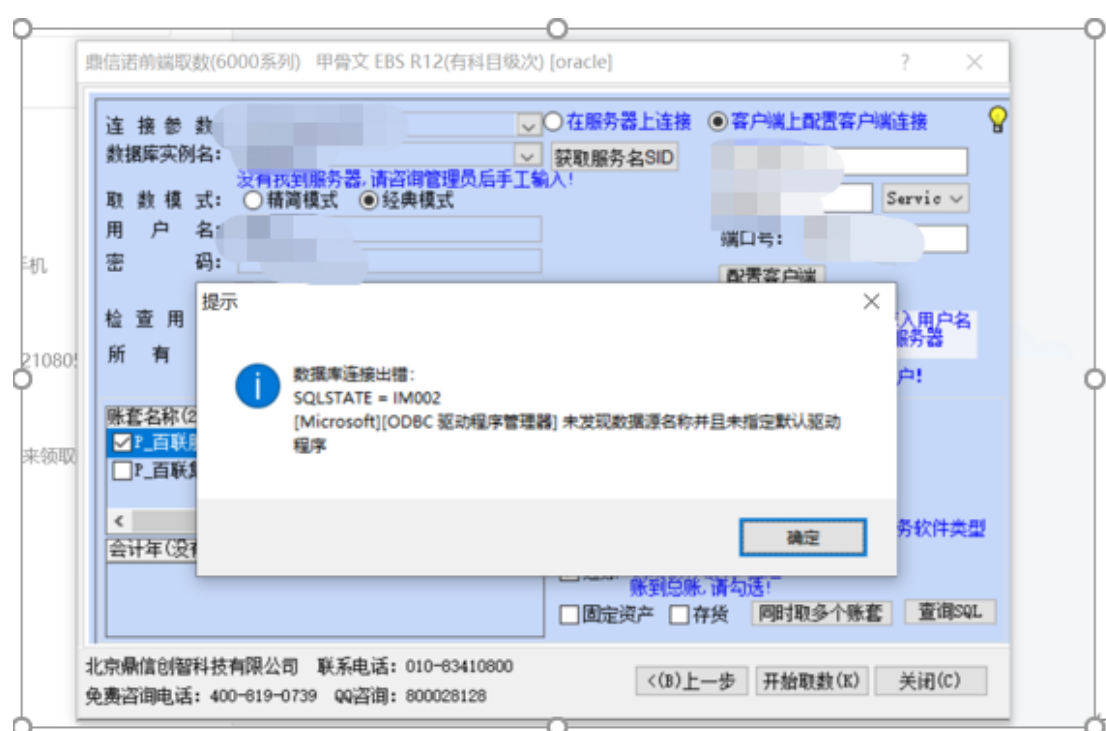 鼎信诺前端取数(6000系列) 甲骨文 EBS R12(有科目级次) [oracle] ?
连 接 参 数
在服务器上连接 客户端上配置客户端连接
数据库实例名: 获取服务名SID
没有找到服务器,请咨询管理员后手工输入!
取 数 模 式: 精简模式 经典模式 Servic
用 户 名:
端口号:
密 码:
配置客户端
手机
提示
检 查 用
入用户名
服务器
所 有
户!
21080
数据库连接出错:
SQLSTATE = IM002
[Microsoft][ODBC 驱动程序管理器] 未发现数据源名称并且未指定默认驱动
程序
账套名称(2
P_百联
P_百联
来领取
确定
务软件类型
会计年(没有
账到总账,请勾选!
固定资产 存货 同时取多个账套 查询SQL
北京鼎信创智科技有限公司 联系电话: 010-83410800
免费咨询电话: 400-819-0739 QQ咨询: 800028128
<(B)上一步 开始取数(K) 关闭(C)